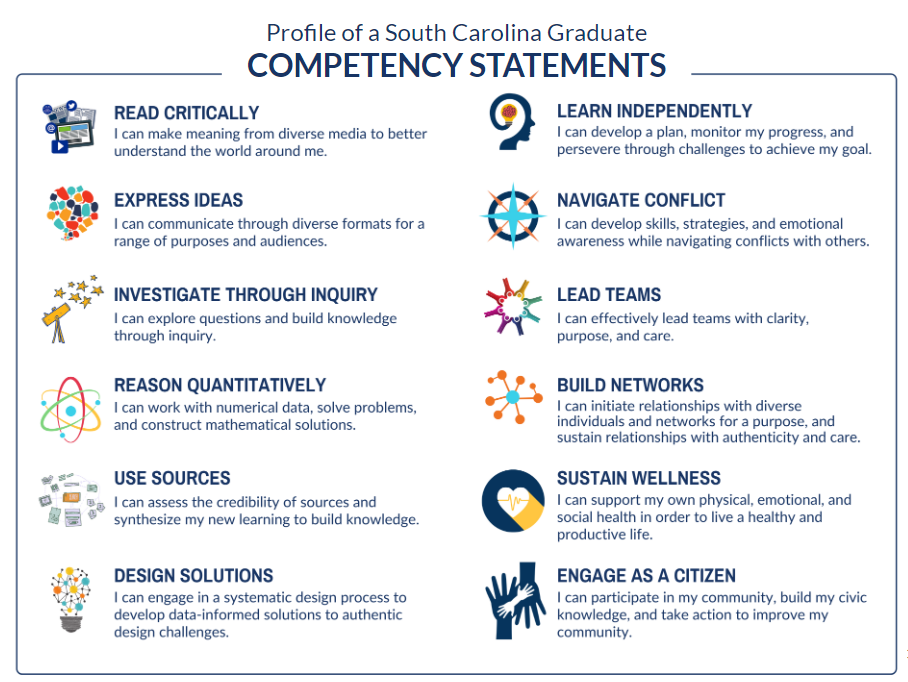 Profile of a South Carolina Graduate
COMPETENCY STATEMENTS
READ CRITICALLY
I can make meaning from diverse media to better
understand the world around me.
EXPRESS IDEAS
I can communicate through diverse formats for a
range of purposes and audiences.
INVESTIGATE THROUGH INQUIRY
I can explore questions and build knowledge
through inquiry.
REASON QUANTITATIVELY
I can work with numerical data, solve problems,
and construct mathematical solutions.
USE SOURCES
I can assess the credibility of sources and
synthesize my new learning to build knowledge.
DESIGN SOLUTIONS
I can engage in a systematic design process to
develop data-informed solutions to authentic
design challenges.
LEARN INDEPENDENTLY
I can develop a plan, monitor my progress, and
persevere through challenges to achieve my goal.
NAVIGATE CONFLICT
I can develop skills, strategies, and emotional
awareness while navigating conflicts with others.
LEAD TEAMS
I can effectively lead teams with clarity,
purpose, and care.
BUILD NETWORKS
I can initiate relationships with diverse
individuals and networks for a purpose, and
sustain relationships with authenticity and care.
SUSTAIN WELLNESS
I can support my own physical, emotional, and
social health in order to live a healthy and
productive life.
ENGAGE AS A CITIZEN
I can participate in my community, build my civic
knowledge, and take action to improve my
community.